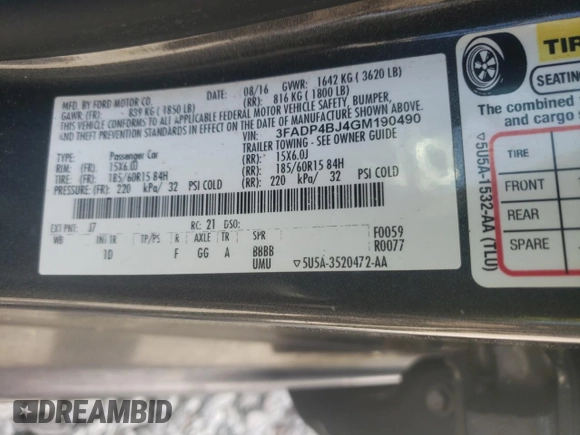 MFD. BY FORD MOTOR CO.
08/16 GVWR: 1642 KG ( 3620 LB)
GAWR: (FR): 839 KG ( 1850 LB) (RR): 816 KG ( 1800 LB)
THIS VEHICLE CONFORMS TO ALL APPLICABLE FEDERAL MOTOR VEHICLE SAFETY, BUMPER,
AND THEFT PREVENTION STANDARDS IN EFFECT ON THE DATE OF MANUFACTURE SHOWN ABOVE.
VIN: 3FADP4BJ4GM190490
TRAILER TOWING - SEE OWNER GUIDE
TYPE: Passenger Car
RIM: (FR): 15X6.0J (RR): 15X6.0J
TIRE: (FR): 185/60R15 84H (RR): 185/60R15 84H
PRESSURE: (FR): 220 kPa/ 32 PSI COLD (RR): 220 kPa/ 32 PSI COLD
EXT PNT: J7 RC: 21 DSO: F0059
WB INT TR TP/PS R AXLE TR SPR R0077
1D F GG A BBBB
UMU ▽5U5A-3520472-AA
TIR
SEATIN
The combined
and cargo s
TIRE
FRONT
REAR
SPARE
▽5U5A-1532-AA (TLU)
DREAMBID